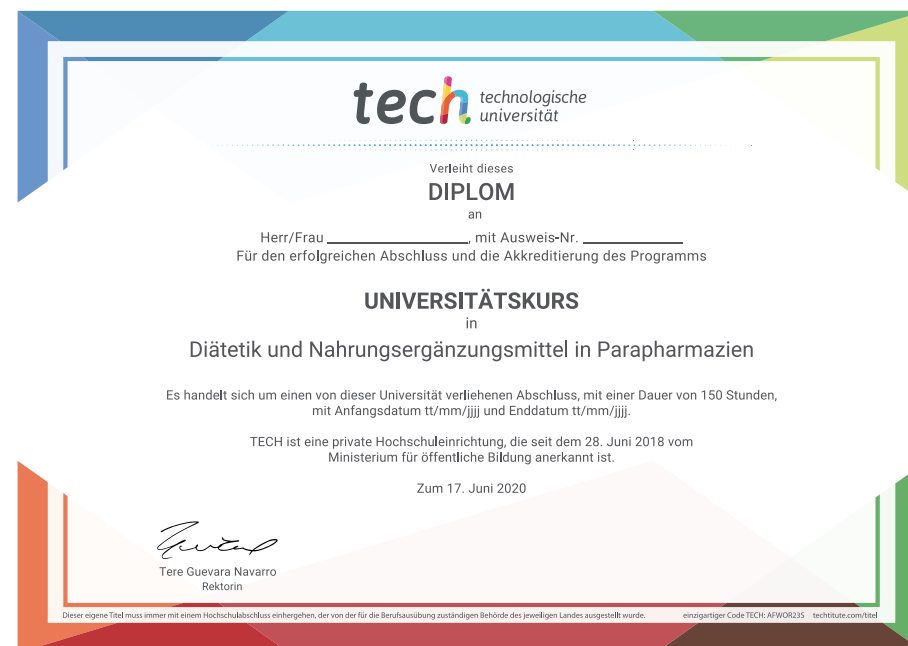 tech technologische
universität
Verleiht dieses
DIPLOM
an
Herr/Frau ____________________, mit Ausweis-Nr. ______________
Für den erfolgreichen Abschluss und die Akkreditierung des Programms
UNIVERSITÄTSKURS
in
Diätetik und Nahrungsergänzungsmittel in Parapharmazien
Es handelt sich um einen von dieser Universität verliehenen Abschluss, mit einer Dauer von 150 Stunden,
mit Anfangsdatum tt/mm/jjjj und Enddatum tt/mm/jjjj.
TECH ist eine private Hochschuleinrichtung, die seit dem 28. Juni 2018 vom
Ministerium für öffentliche Bildung anerkannt ist.
Zum 17. Juni 2020
Tere Guevara Navarro
Rektorin
Dieser eigene Titel muss immer mit einem Hochschulabschluss einhergehen, der von der für die Berufsausübung zuständigen Behörde des jeweiligen Landes ausgestellt wurde. einzigartiger Code TECH: AFWOR23S techtitute.com/titel